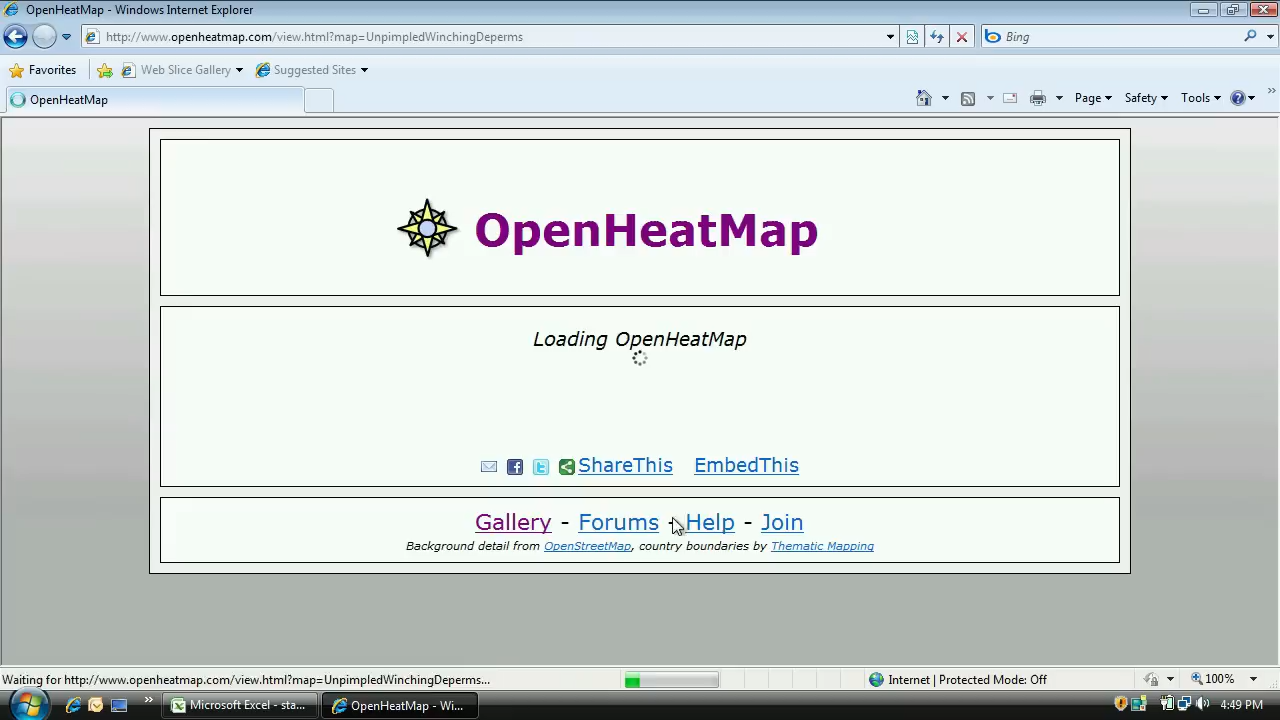 OpenHeatMap - Windows Internet Explorer
http://www.openheatmap.com/view.html?map=UnpimpledWinchingDeperms
Bing
Favorites
Web Slice Gallery
Suggested Sites
OpenHeatMap
Page
Safety
Tools
OpenHeatMap
Loading OpenHeatMap
ShareThis EmbedThis
Gallery - Forums - Help - Join
Background detail from OpenStreetMap, country boundaries by Thematic Mapping
Waiting for http://www.openheatmap.com/view.html?map=UnpimpledWinchingDeperms...
Internet | Protected Mode: Off
100%
Microsoft Excel - sta...
OpenHeatMap - Wi...
4:49 PM